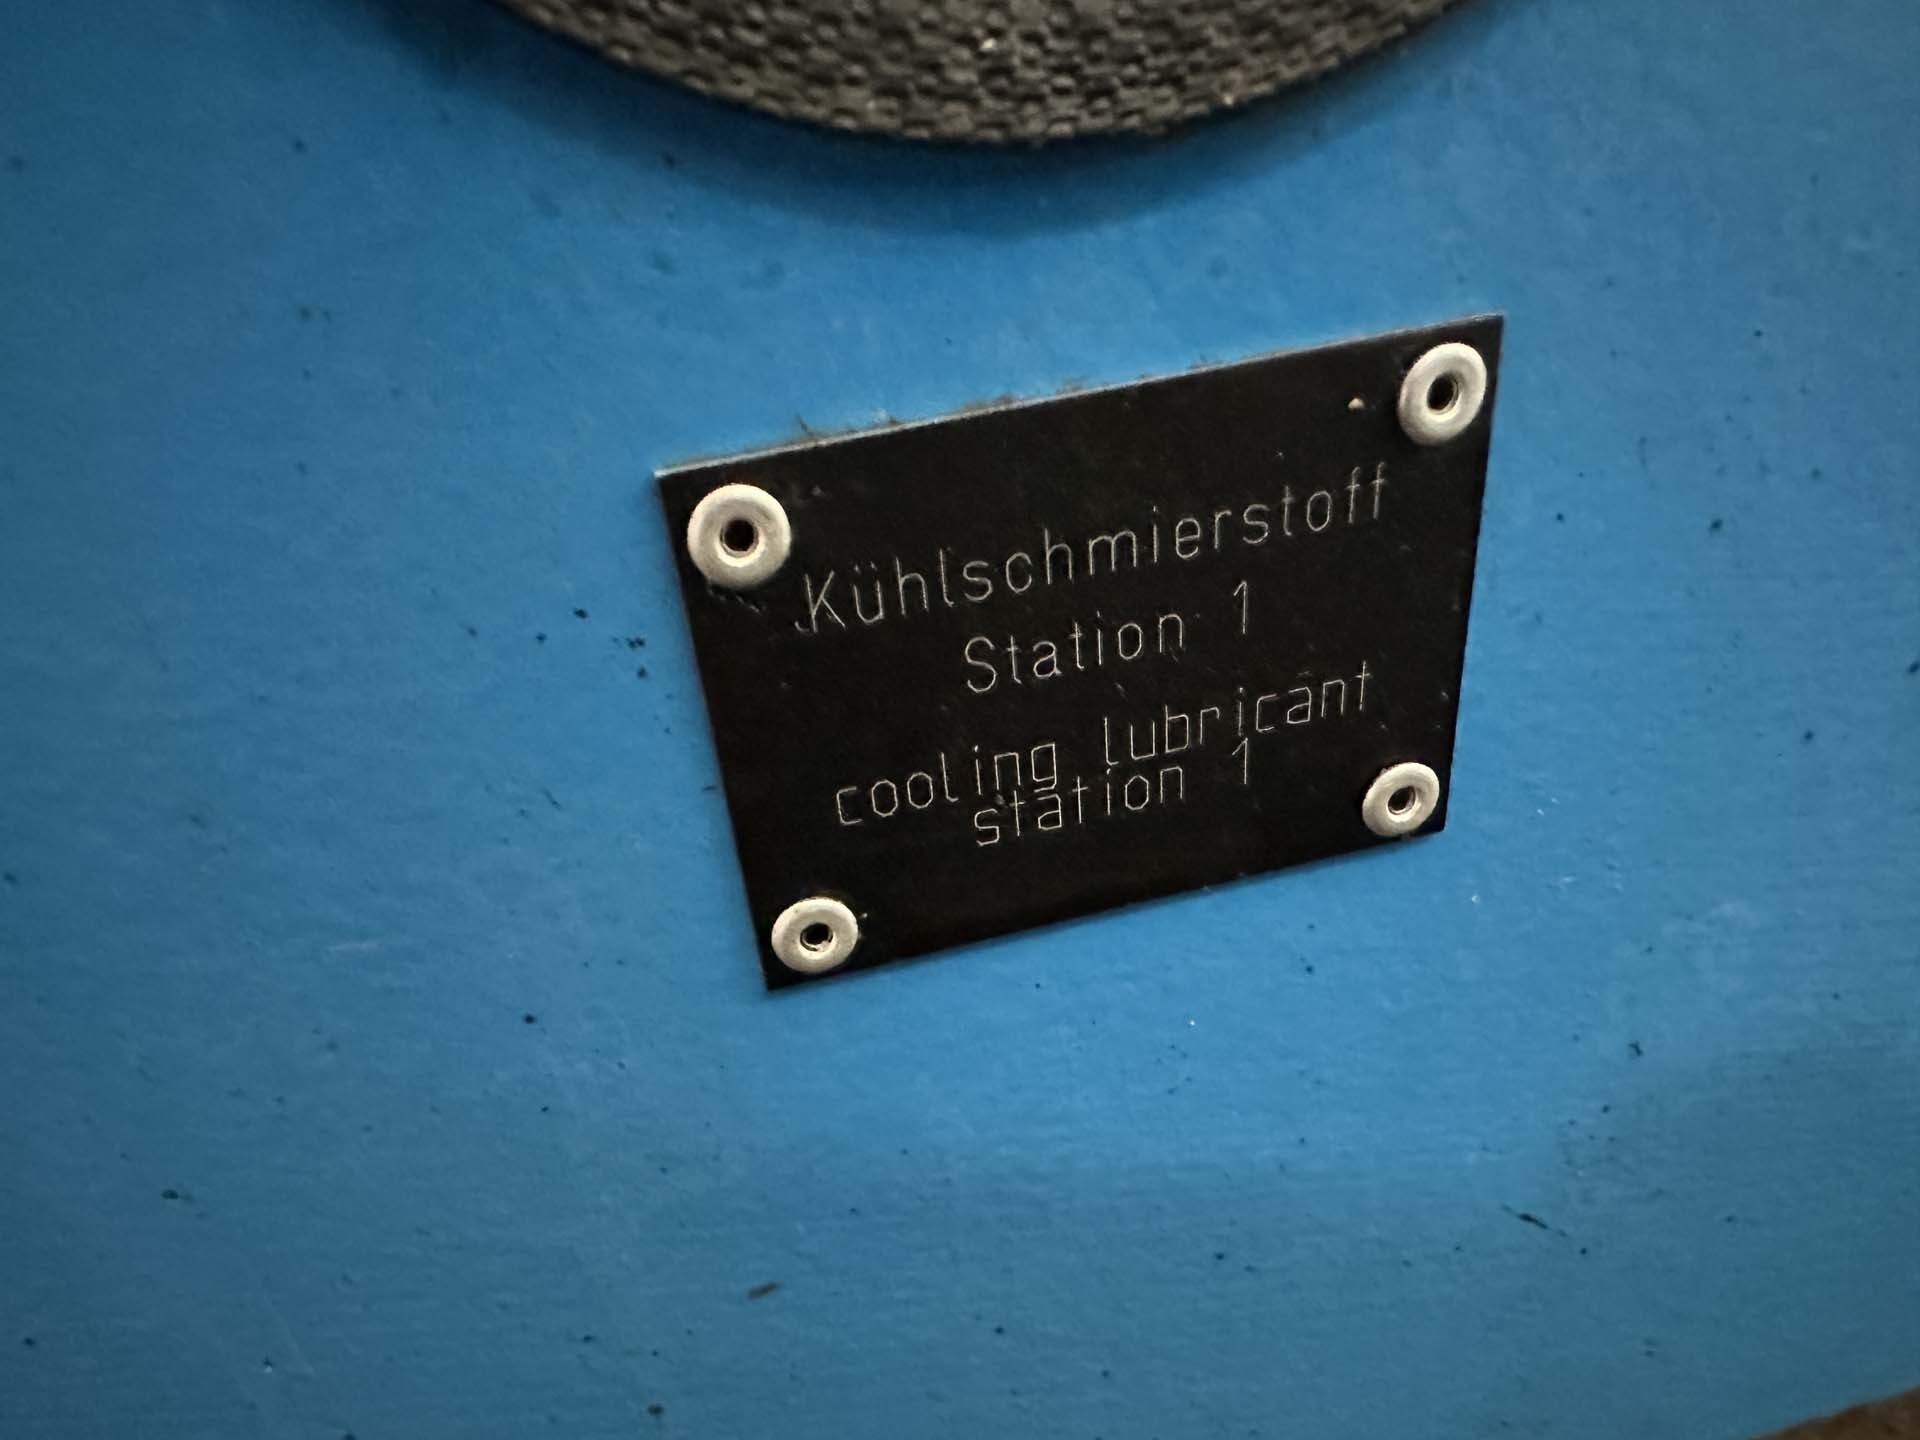 Kühlschmierstoff
Station 1
cooling lubricant
station 1